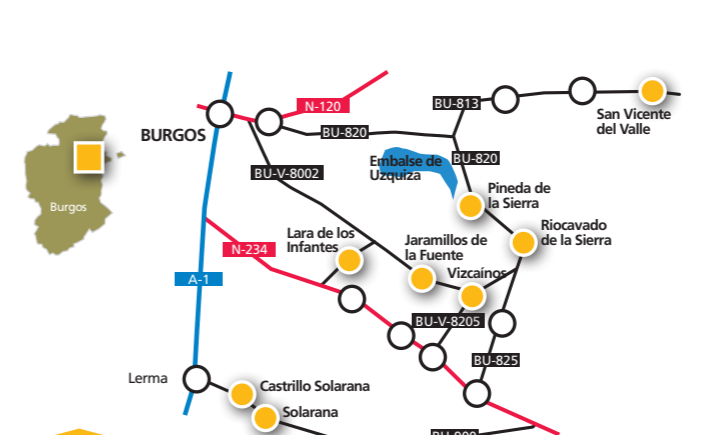 N-120
BU-813
San Vicente
del Valle
BURGOS
BU-820
Embalse de
Uzquiza
BU-820
BU-V-8002
Pineda de
la Sierra
Burgos
Riocavado
de la Sierra
Lara de los
Infantes
Jaramillos de
la Fuente
N-234
Vizcaínos
A-1
BU-V-8205
BU-825
Lerma
Castrillo Solarana
Solarana